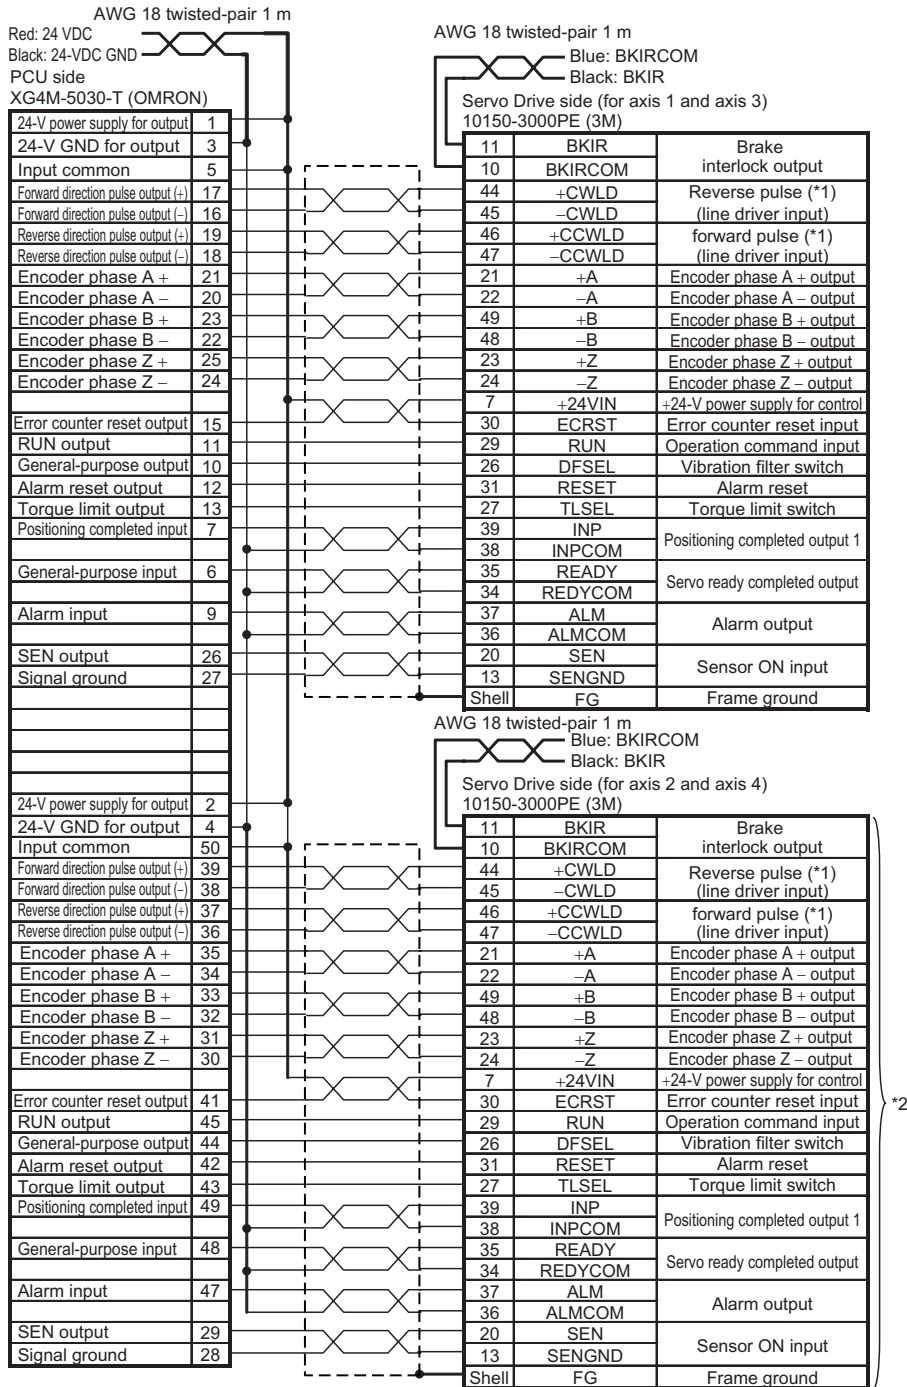 AWG 18 twisted-pair 1 m
Red: 24 VDC
Black: 24-VDC GND
PCU side
XG4M-5030-T (OMRON)
24-V power supply for output 1
24-V GND for output 3
Input common 5
Forward direction pulse output (+) 17
Forward direction pulse output (−) 16
Reverse direction pulse output (+) 19
Reverse direction pulse output (−) 18
Encoder phase A + 21
Encoder phase A − 20
Encoder phase B + 23
Encoder phase B − 22
Encoder phase Z + 25
Encoder phase Z − 24
Error counter reset output 15
RUN output 11
General-purpose output 10
Alarm reset output 12
Torque limit output 13
Positioning completed input 7
General-purpose input 6
Alarm input 9
SEN output 26
Signal ground 27
24-V power supply for output 2
24-V GND for output 4
Input common 50
Forward direction pulse output (+) 39
Forward direction pulse output (−) 38
Reverse direction pulse output (+) 37
Reverse direction pulse output (−) 36
Encoder phase A + 35
Encoder phase A − 34
Encoder phase B + 33
Encoder phase B − 32
Encoder phase Z + 31
Encoder phase Z − 30
Error counter reset output 41
RUN output 45
General-purpose output 44
Alarm reset output 42
Torque limit output 43
Positioning completed input 49
General-purpose input 48
Alarm input 47
SEN output 29
Signal ground 28
AWG 18 twisted-pair 1 m
Blue: BKIRCOM
Black: BKIR
Servo Drive side (for axis 1 and axis 3)
10150-3000PE (3M)
11 BKIR Brake
10 BKIRCOM interlock output
44 +CWLD Reverse pulse (*1)
45 −CWLD (line driver input)
46 +CCWLD forward pulse (*1)
47 −CCWLD (line driver input)
21 +A Encoder phase A + output
22 −A Encoder phase A − output
49 +B Encoder phase B + output
48 −B Encoder phase B − output
23 +Z Encoder phase Z + output
24 −Z Encoder phase Z − output
7 +24VIN +24-V power supply for control
30 ECRST Error counter reset input
29 RUN Operation command input
26 DFSEL Vibration filter switch
31 RESET Alarm reset
27 TLSEL Torque limit switch
39 INP Positioning completed output 1
38 INPCOM
35 READY Servo ready completed output
34 REDYCOM
37 ALM Alarm output
36 ALMCOM
20 SEN Sensor ON input
13 SENGND
Shell FG Frame ground
AWG 18 twisted-pair 1 m
Blue: BKIRCOM
Black: BKIR
Servo Drive side (for axis 2 and axis 4)
10150-3000PE (3M)
11 BKIR Brake
10 BKIRCOM interlock output
44 +CWLD Reverse pulse (*1)
45 −CWLD (line driver input)
46 +CCWLD forward pulse (*1)
47 −CCWLD (line driver input)
21 +A Encoder phase A + output
22 −A Encoder phase A − output
49 +B Encoder phase B + output
48 −B Encoder phase B − output
23 +Z Encoder phase Z + output
24 −Z Encoder phase Z − output
7 +24VIN +24-V power supply for control
30 ECRST Error counter reset input
29 RUN Operation command input
26 DFSEL Vibration filter switch
31 RESET Alarm reset
27 TLSEL Torque limit switch
39 INP Positioning completed output 1
38 INPCOM
35 READY Servo ready completed output
34 REDYCOM
37 ALM Alarm output
36 ALMCOM
20 SEN Sensor ON input
13 SENGND
Shell FG Frame ground
*2